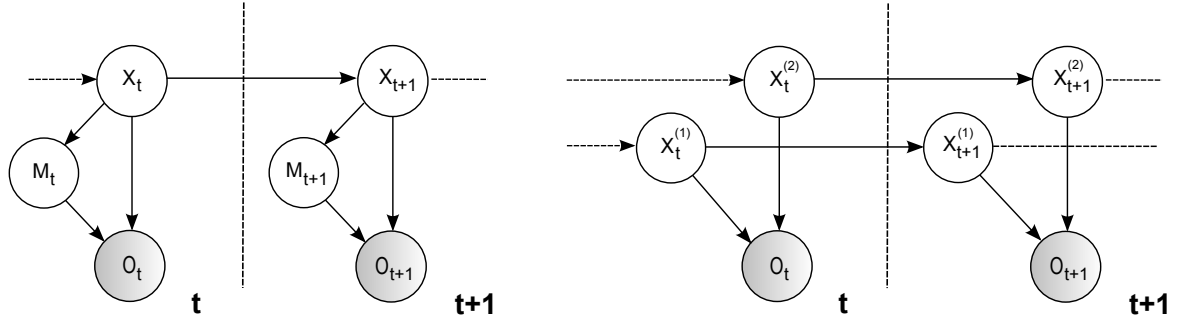 X_t
X_{t+1}
M_t
M_{t+1}
O_t
O_{t+1}
t
t+1
X_t^{(2)}
X_{t+1}^{(2)}
X_t^{(1)}
X_{t+1}^{(1)}
O_t
O_{t+1}
t
t+1